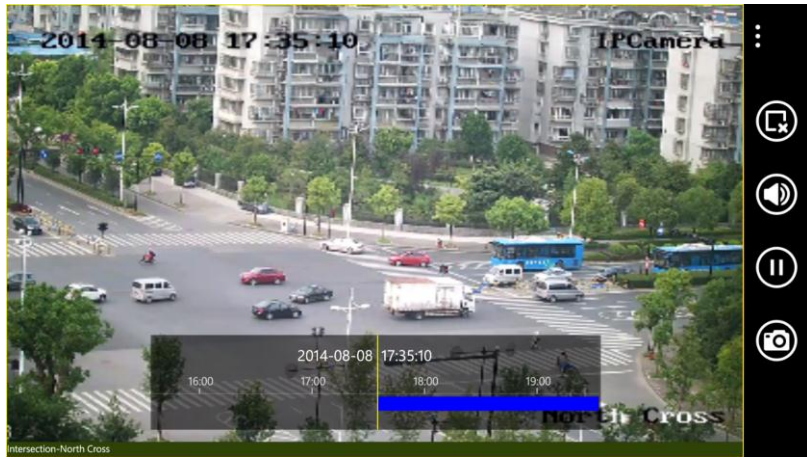 2014-08-08 17:35:10 IPCamera
2014-08-08 17:35:10
16:00 17:00 18:00 19:00
North Cross
Intersection-North Cross